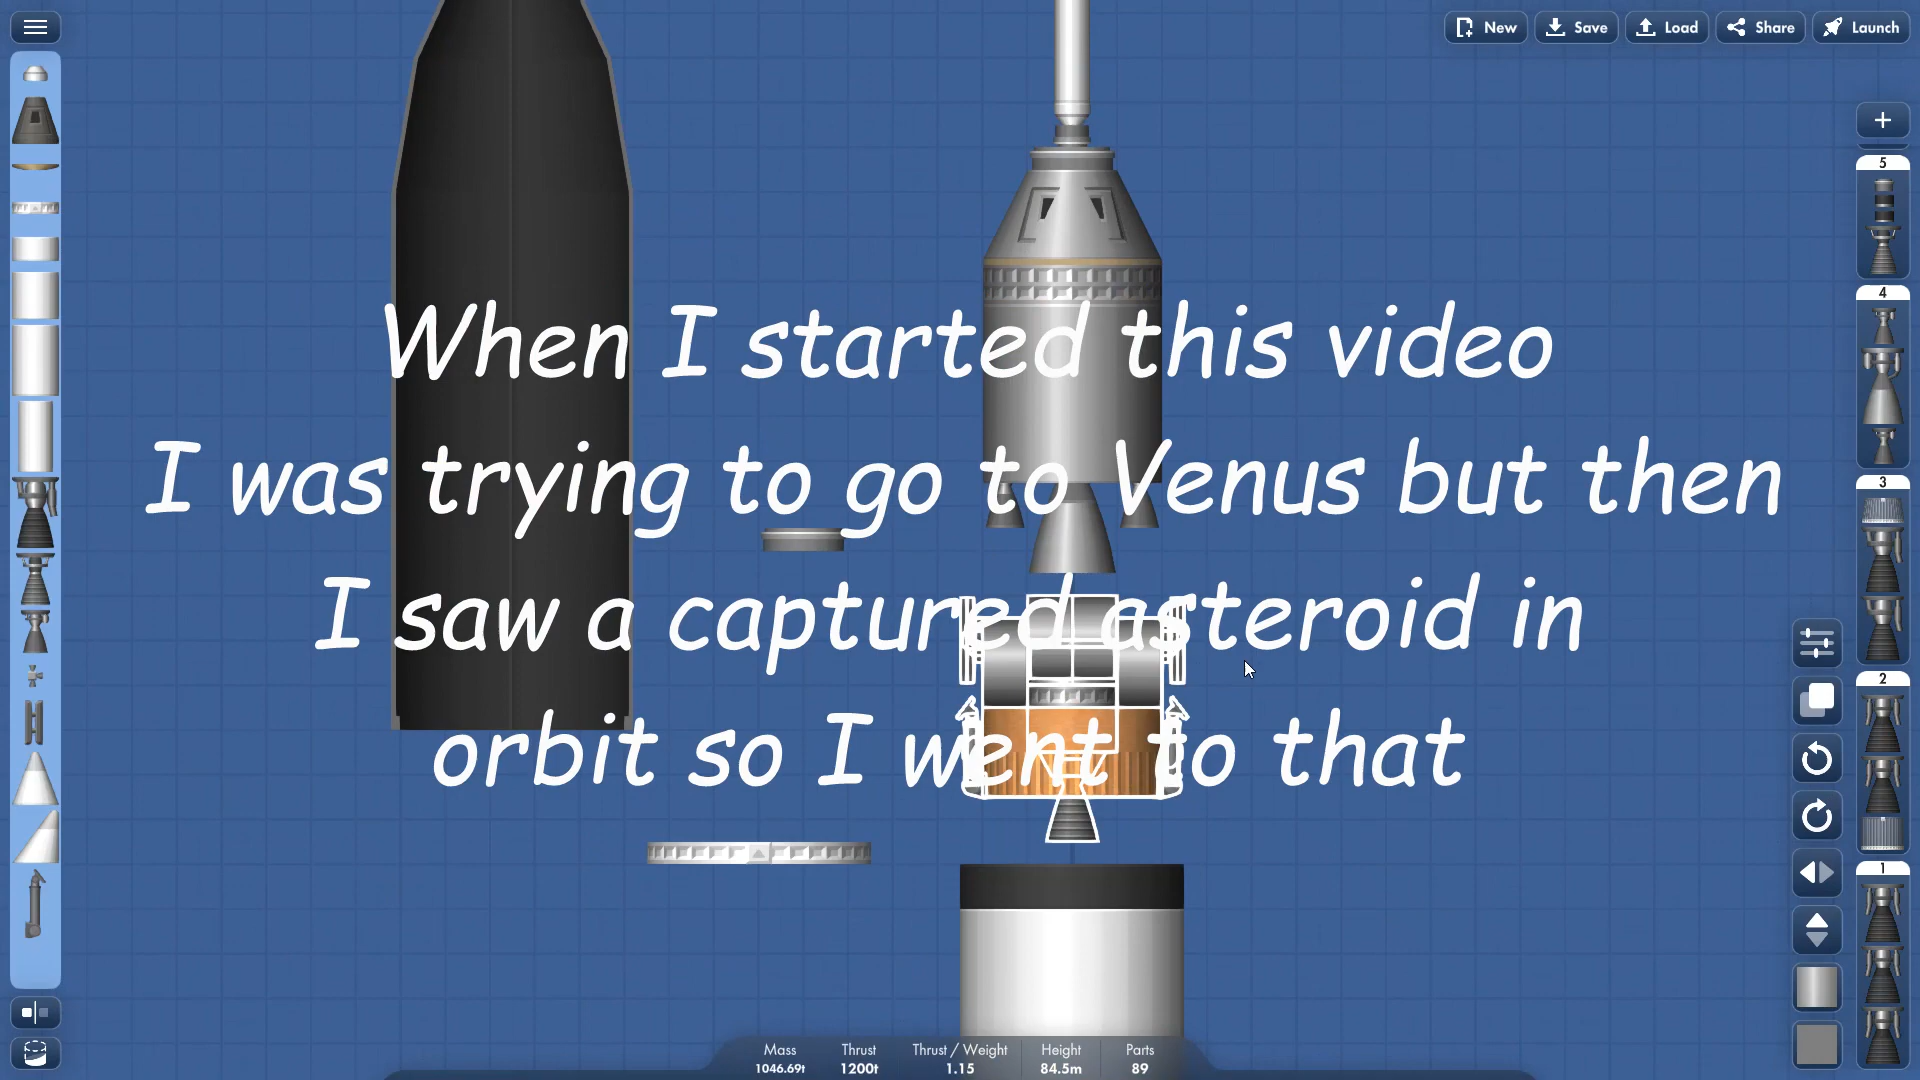 New Save Load Share Launch
5
When I started this video
4
I was trying to go to Venus but then
3
I saw a captured asteroid in
2
orbit so I went to that
1
Mass Thrust Thrust / Weight Height Parts
1046.69t 1200t 1.15 84.5m 89